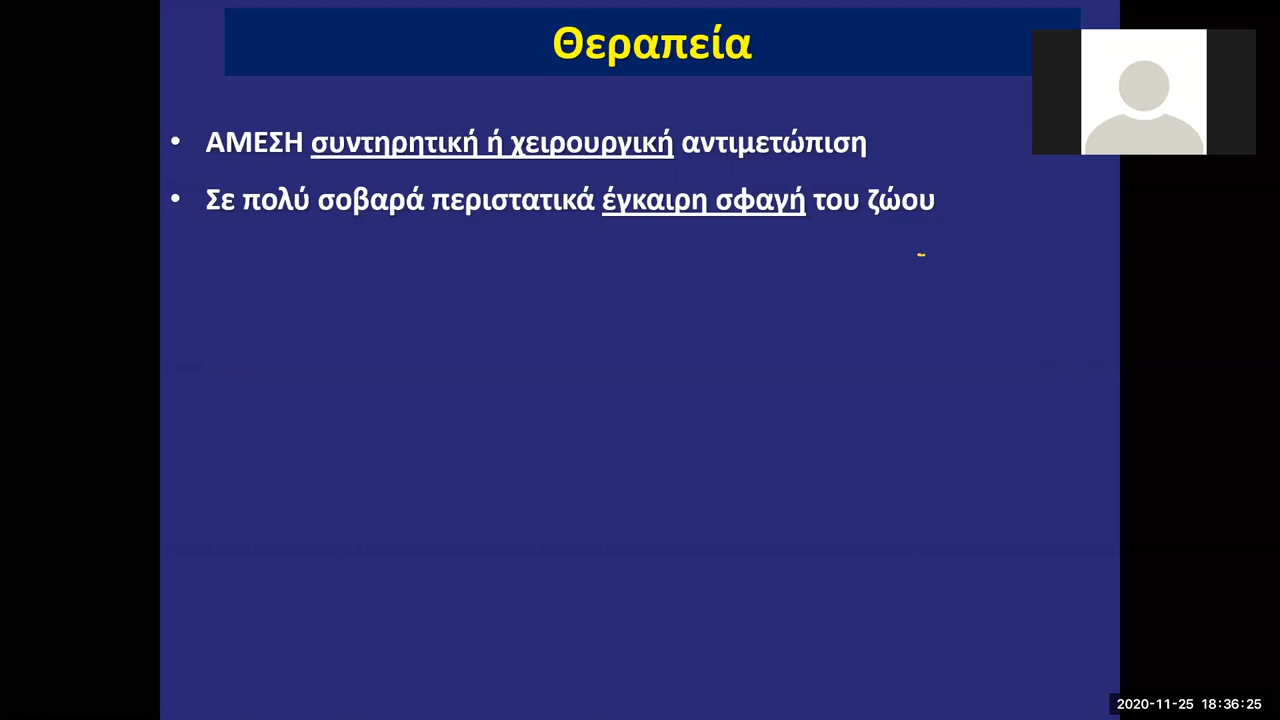 Θεραπεία
• ΑΜΕΣΗ συντηρητική ή χειρουργική αντιμετώπιση
• Σε πολύ σοβαρά περιστατικά έγκαιρη σφαγή του ζώου
2020-11-25 18:36:25